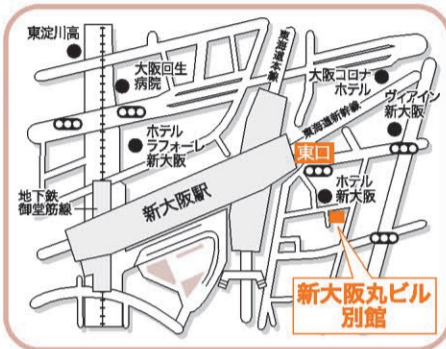 東淀川高
大阪回生
病院
ホテル
ラフォーレ
新大阪
地下鉄
御堂筋線
新大阪駅
東海道本線
東海道新幹線
大阪コロナ
ホテル
ヴィアイン
新大阪
東口
ホテル
新大阪
新大阪丸ビル
別館